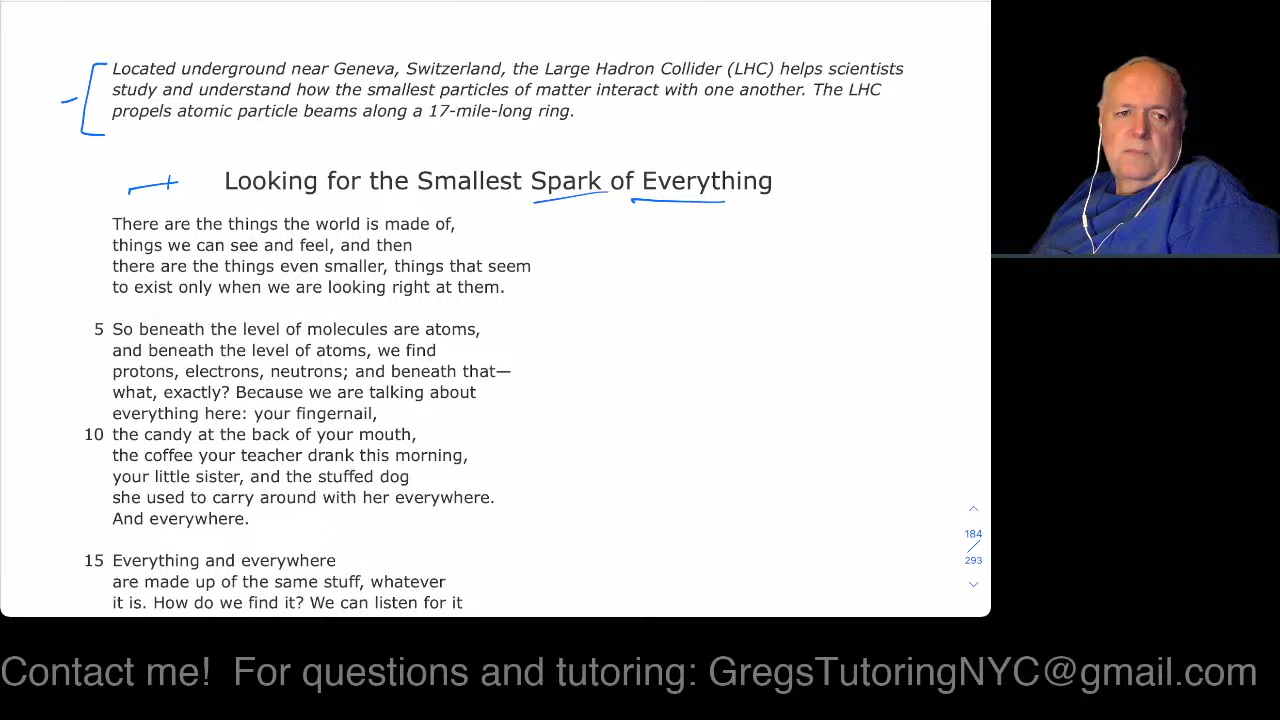 Located underground near Geneva, Switzerland, the Large Hadron Collider (LHC) helps scientists
study and understand how the smallest particles of matter interact with one another. The LHC
propels atomic particle beams along a 17-mile-long ring.
Looking for the Smallest Spark of Everything
There are the things the world is made of,
things we can see and feel, and then
there are the things even smaller, things that seem
to exist only when we are looking right at them.
5 So beneath the level of molecules are atoms,
and beneath the level of atoms, we find
protons, electrons, neutrons; and beneath that—
what, exactly? Because we are talking about
everything here: your fingernail,
10 the candy at the back of your mouth,
the coffee your teacher drank this morning,
your little sister, and the stuffed dog
she used to carry around with her everywhere.
And everywhere.
15 Everything and everywhere
are made up of the same stuff, whatever
it is. How do we find it? We can listen for it
184
293
Contact me! For questions and tutoring: GregsTutoringNYC@gmail.com